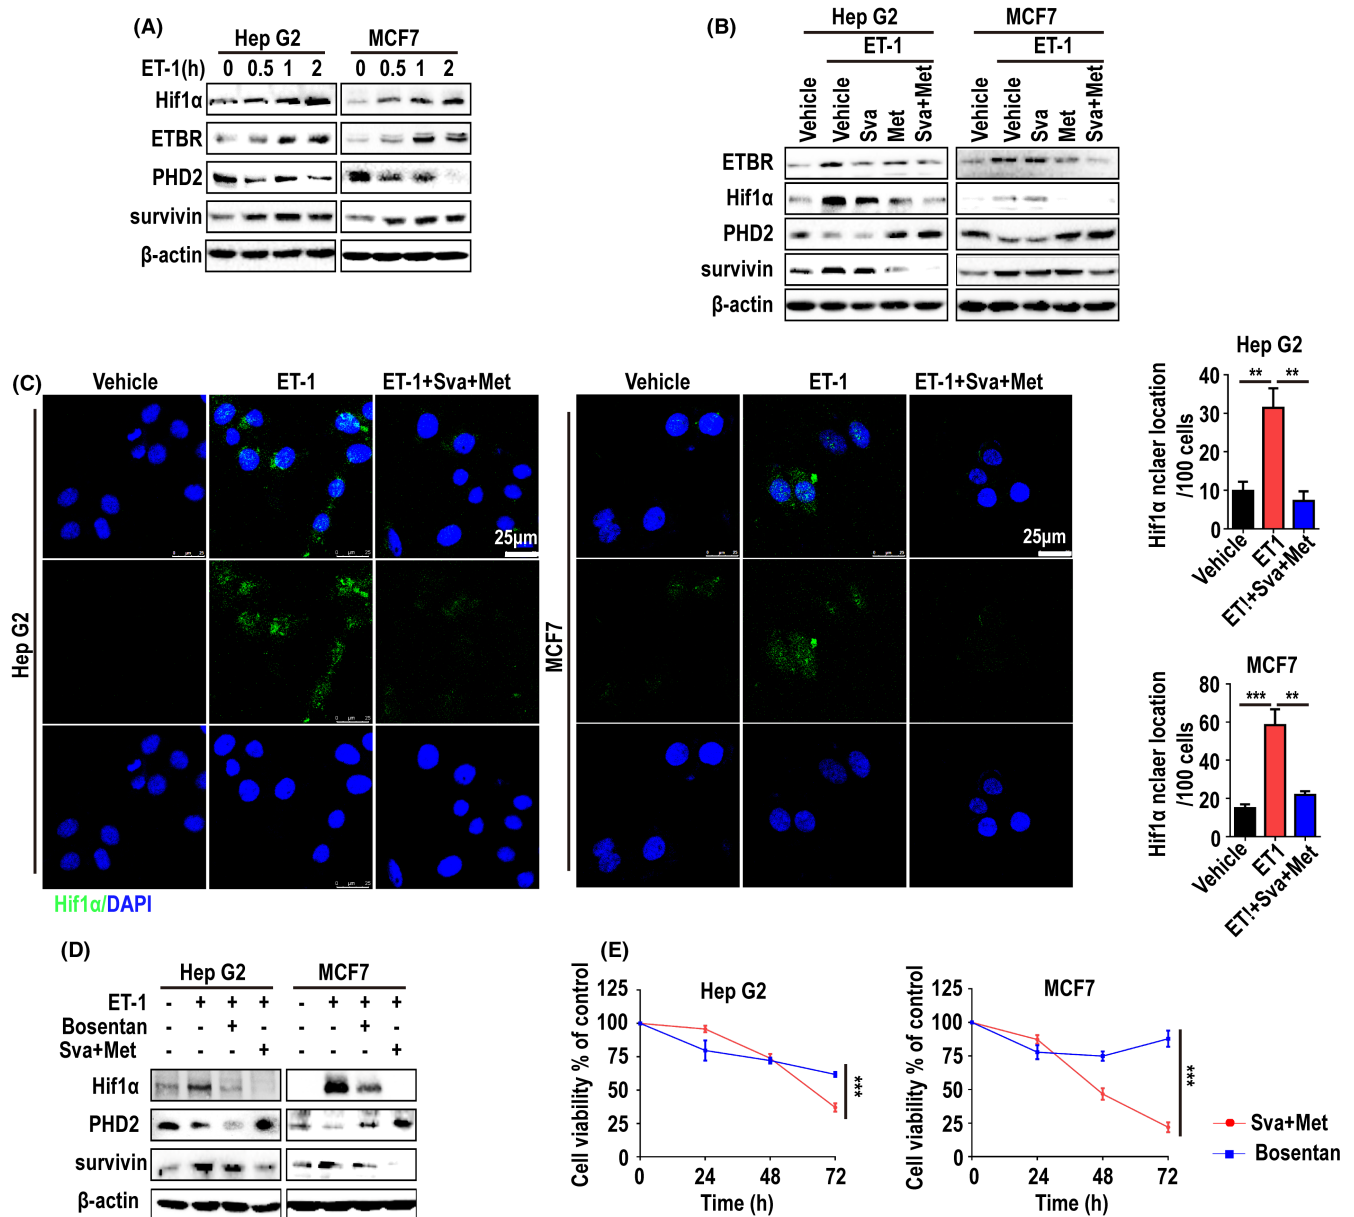 (A)
Hep G2 MCF7
ET-1(h) 0 0.5 1 2 0 0.5 1 2
Hif1α
ETBR
PHD2
survivin
β-actin
(B)
Hep G2 MCF7
ET-1 ET-1
Vehicle Vehicle Sva Met Sva+Met Vehicle Vehicle Sva Met Sva+Met
ETBR
Hif1α
PHD2
survivin
β-actin
(C)
Vehicle ET-1 ET-1+Sva+Met Vehicle ET-1 ET-1+Sva+Met
Hep G2
25μm
MCF7
25μm
Hif1α/DAPI
Hep G2
Hif1α nclaer location
/100 cells
40
30
20
10
0
Vehicle ET1 ET!+Sva+Met
** **
MCF7
Hif1α nclaer location
/100 cells
80
60
40
20
0
Vehicle ET1 ET!+Sva+Met
*** **
(D)
Hep G2 MCF7
ET-1 - + + + - + + +
Bosentan - - + - - - + -
Sva+Met - - - + - - - +
Hif1α
PHD2
survivin
β-actin
(E)
Hep G2
Cell viability % of control
125
100
75
50
25
0
0 24 48 72
Time (h)
***
MCF7
Cell viability % of control
125
100
75
50
25
0
0 24 48 72
Time (h)
***
Sva+Met
Bosentan